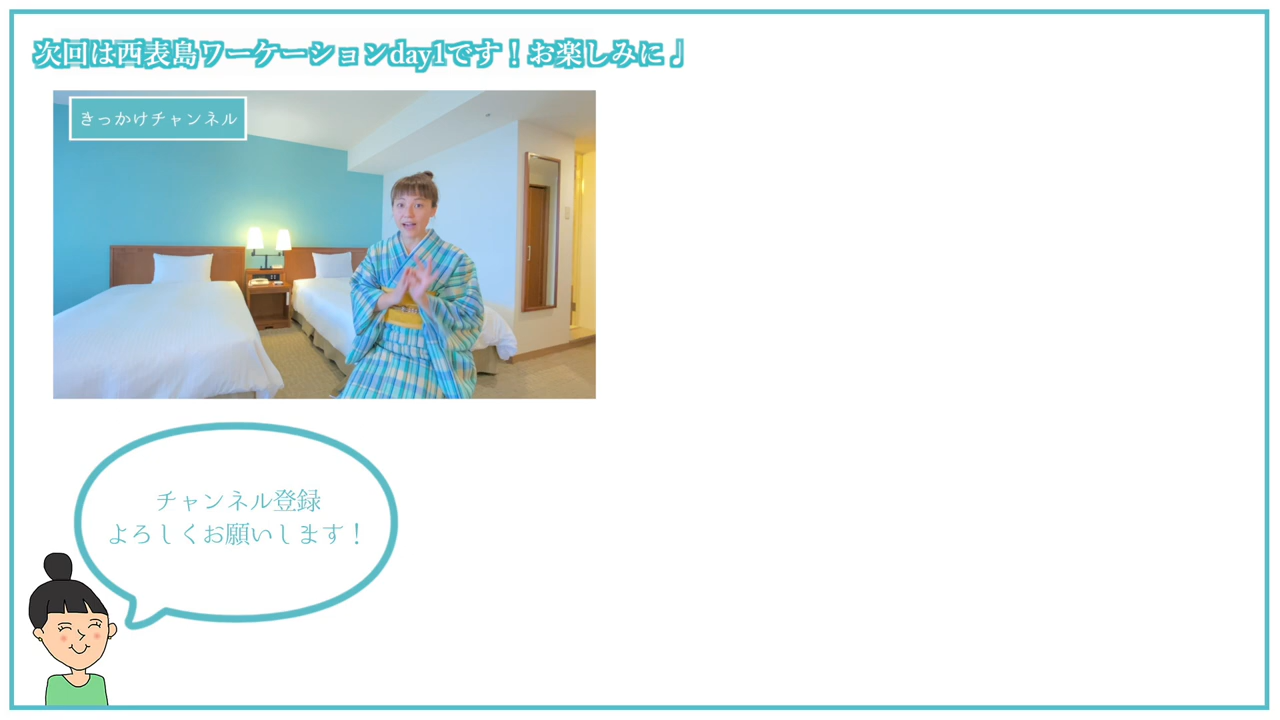 次回は西表島ワーケーションday1です！お楽しみに♩
きっかけチャンネル
チャンネル登録
よろしくお願いします！